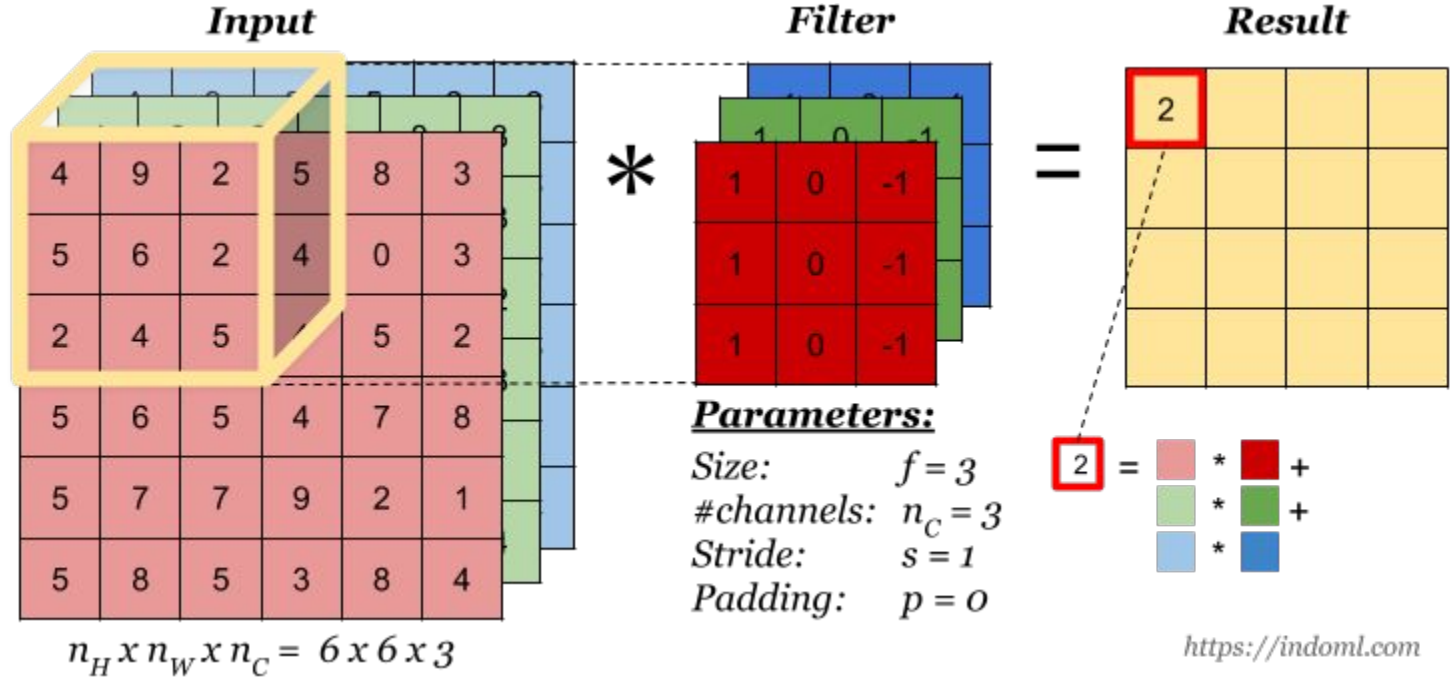 Input Filter Result
4 9 2 5 8 3
5 6 2 4 0 3
2 4 5 5 2
5 6 5 4 7 8
5 7 7 9 2 1
5 8 5 3 8 4
n_H x n_W x n_C = 6 x 6 x 3
*
1 0 -1
1 0 -1
1 0 -1
1 0 -1
=
2
Parameters:
Size: f = 3
#channels: n_C = 3
Stride: s = 1
Padding: p = 0
2 = * +
* +
*
https://indoml.com